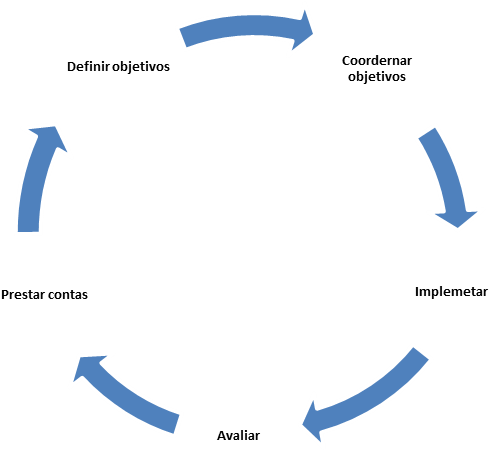 Definir objetivos
Coordernar
objetivos
Implemetar
Avaliar
Prestar contas